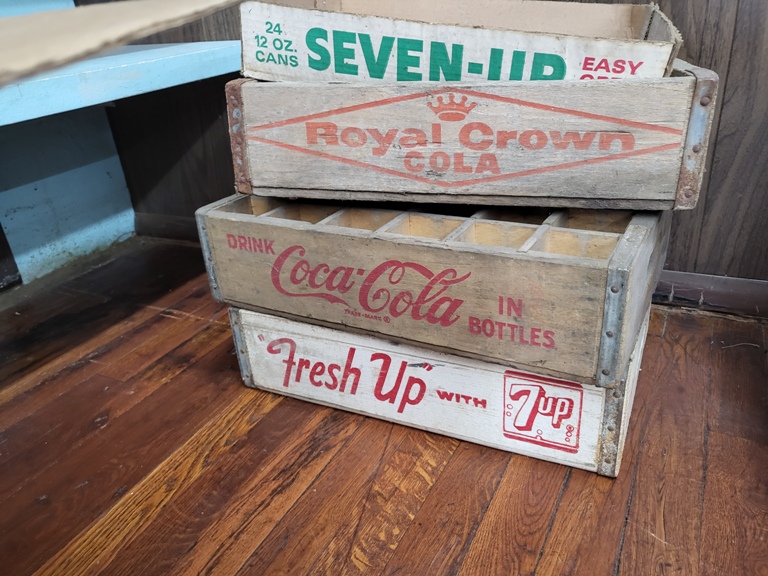 24
12 OZ.
CANS
SEVEN-UP
EASY
Royal Crown
COLA
DRINK
Coca-Cola
TRADE-MARK ®
IN
BOTTLES
"Fresh Up" WITH
7up